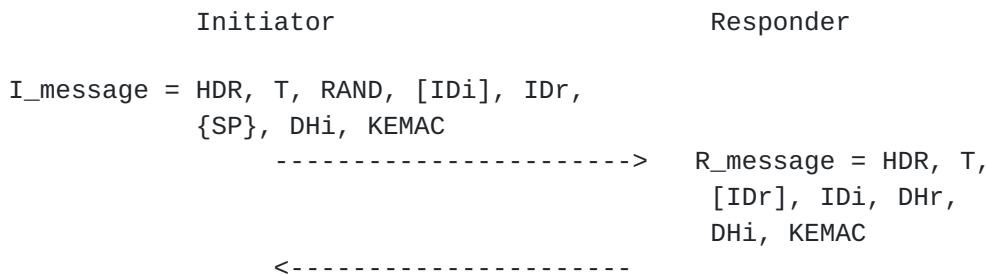 Initiator Responder
I_message = HDR, T, RAND, [IDi], IDr,
{SP}, DHi, KEMAC
-----------------------> R_message = HDR, T,
[IDr], IDi, DHr,
DHi, KEMAC
<----------------------